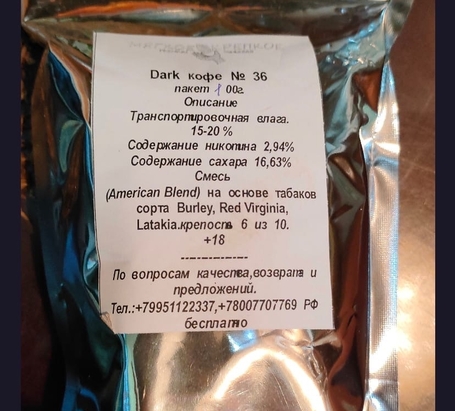 Dark кофе № 36
пакет 100г.
Описание
Транспортировочная влага.
15-20 %
Содержание никотина 2,94%
Содержание сахара 16,63%
Смесь
(American Blend) на основе табаков
сорта Burley, Red Virginia,
Latakia.крепость 6 из 10.
+18
---------------
По вопросам качества,возврата и
предложений.
Тел.:+79951122337,+78007707769 РФ
бесплатно